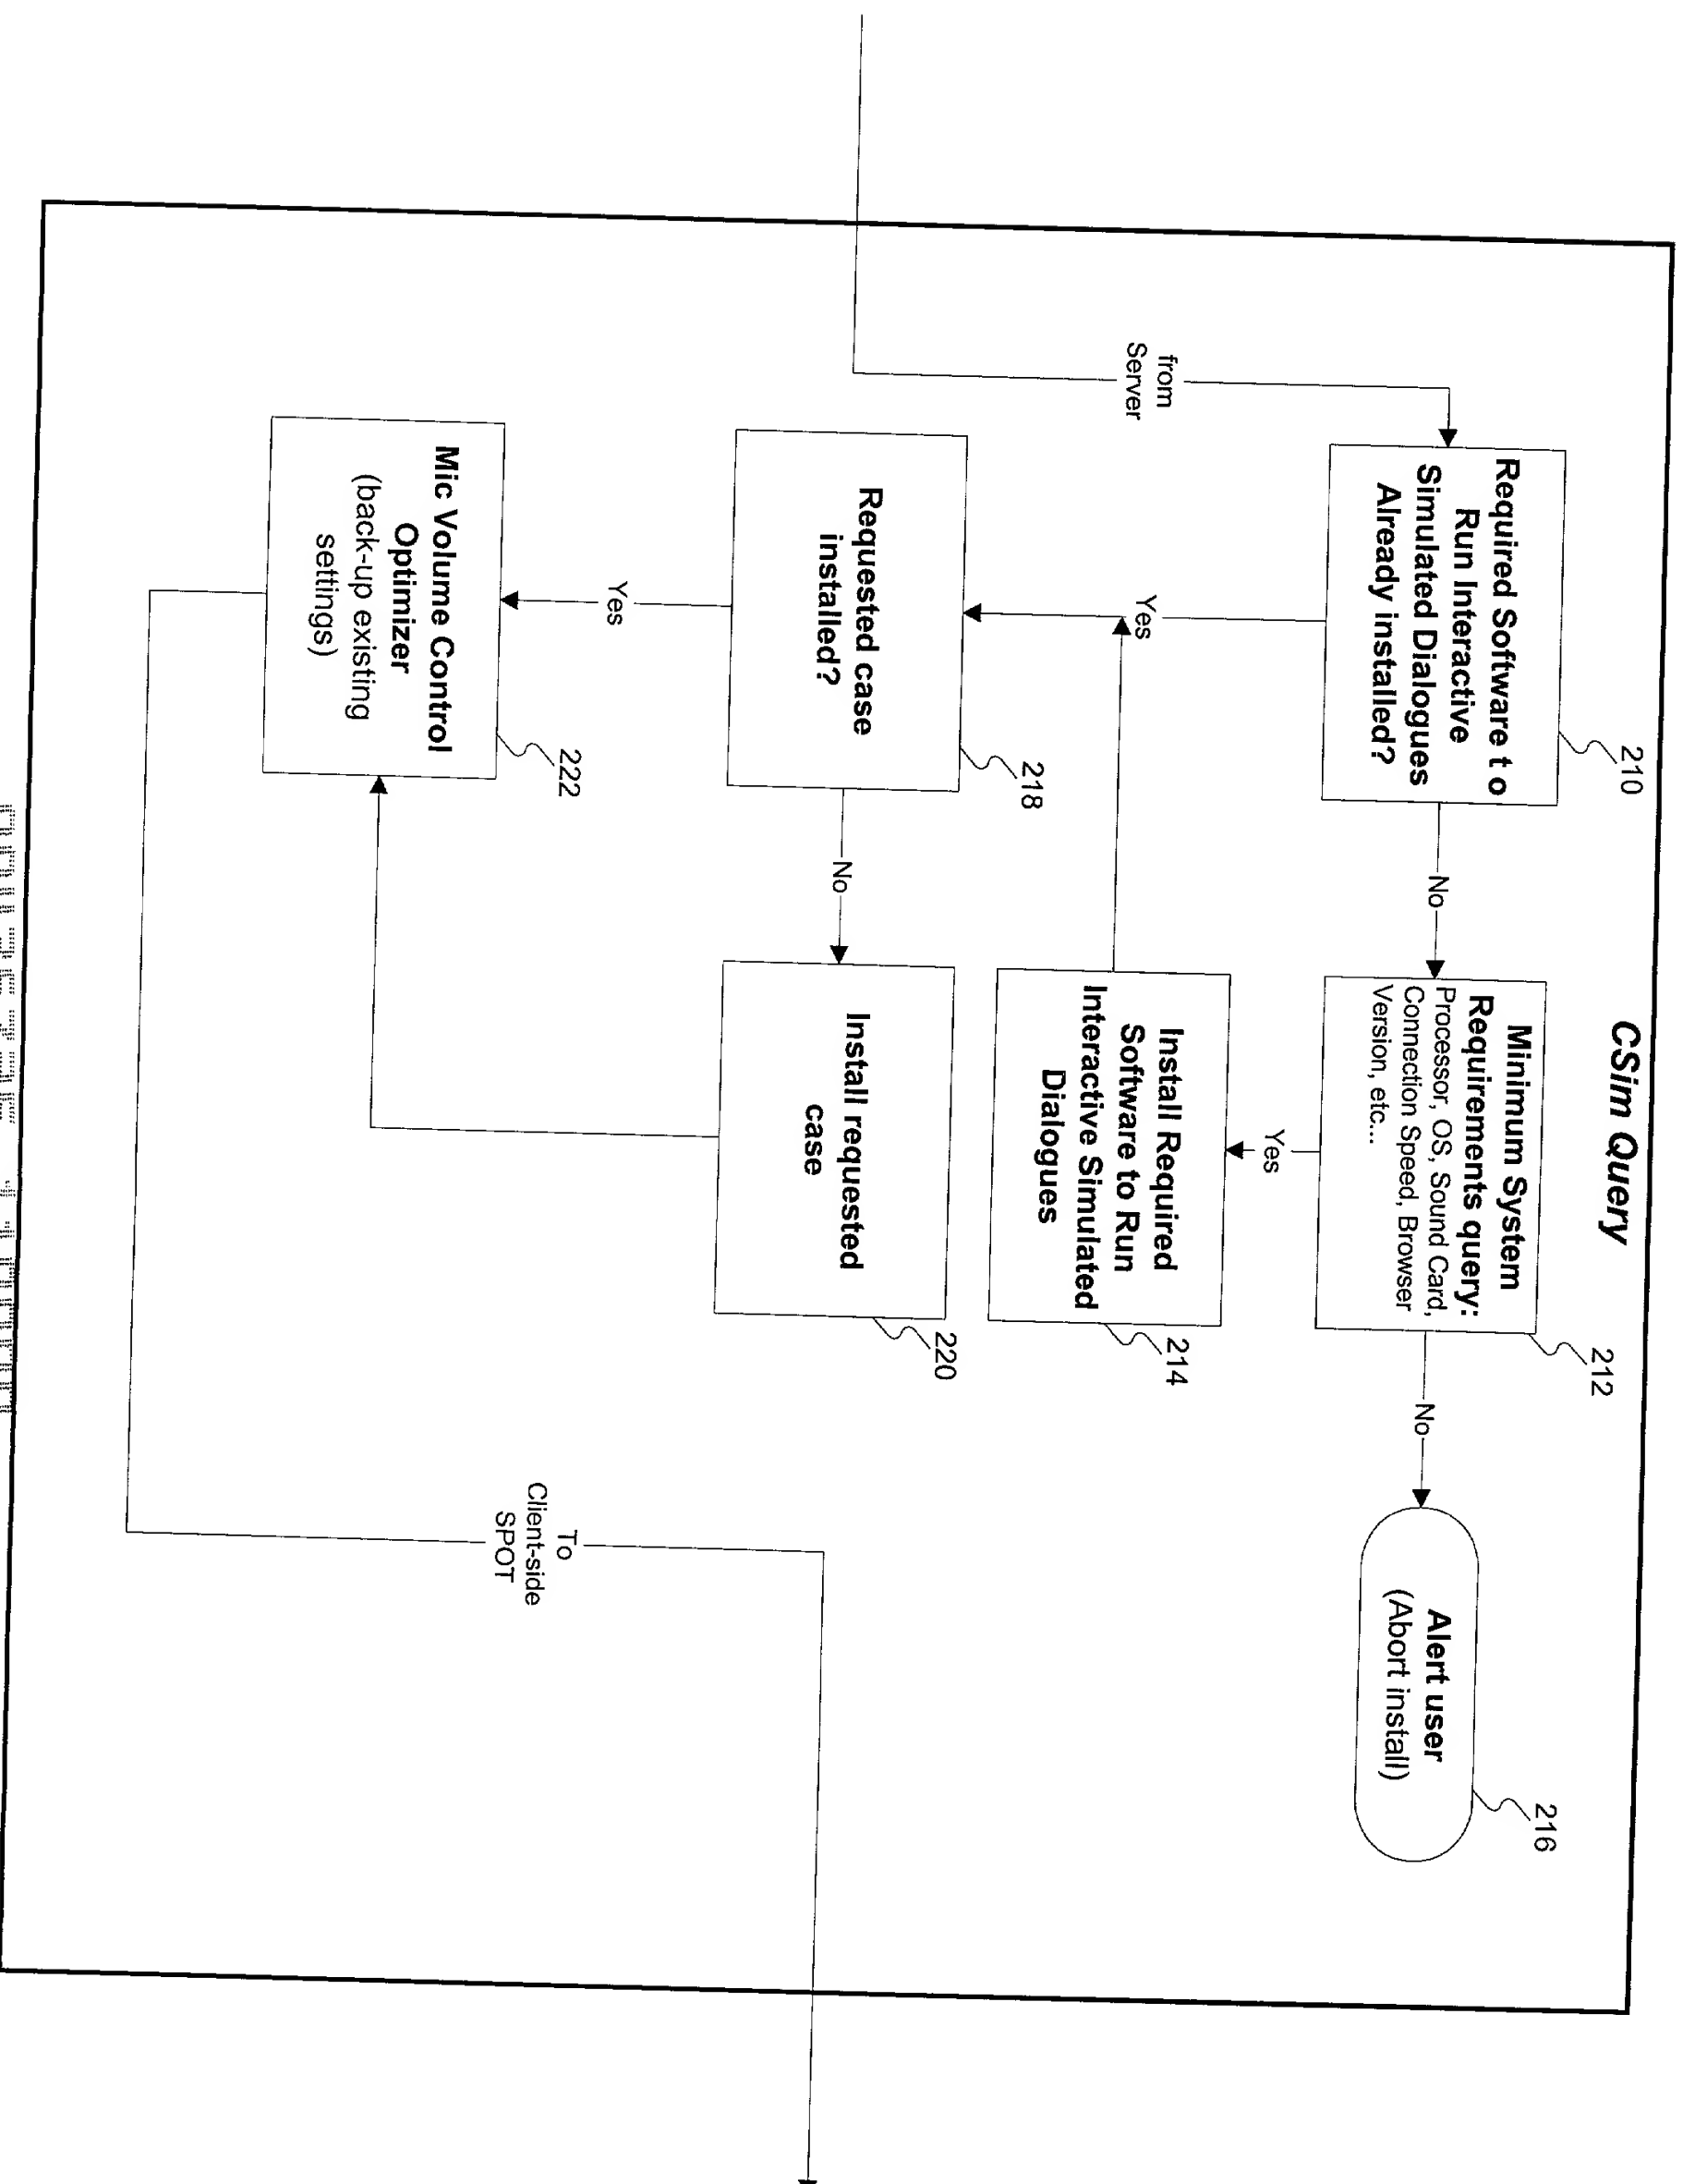 CSim Query
from
Server
210
Required Software t o
Run Interactive
Simulated Dialogues
Already installed?
No
212
Minimum System
Requirements query:
Processor, OS, Sound Card,
Connection Speed, Browser
Version, etc...
No
216
Alert user
(Abort install)
Yes
Yes
214
Install Required
Software to Run
Interactive Simulated
Dialogues
218
Requested case
installed?
No
220
Install requested
case
Yes
222
Mic Volume Control
Optimizer
(back-up existing
settings)
To
Client-side
SPOT